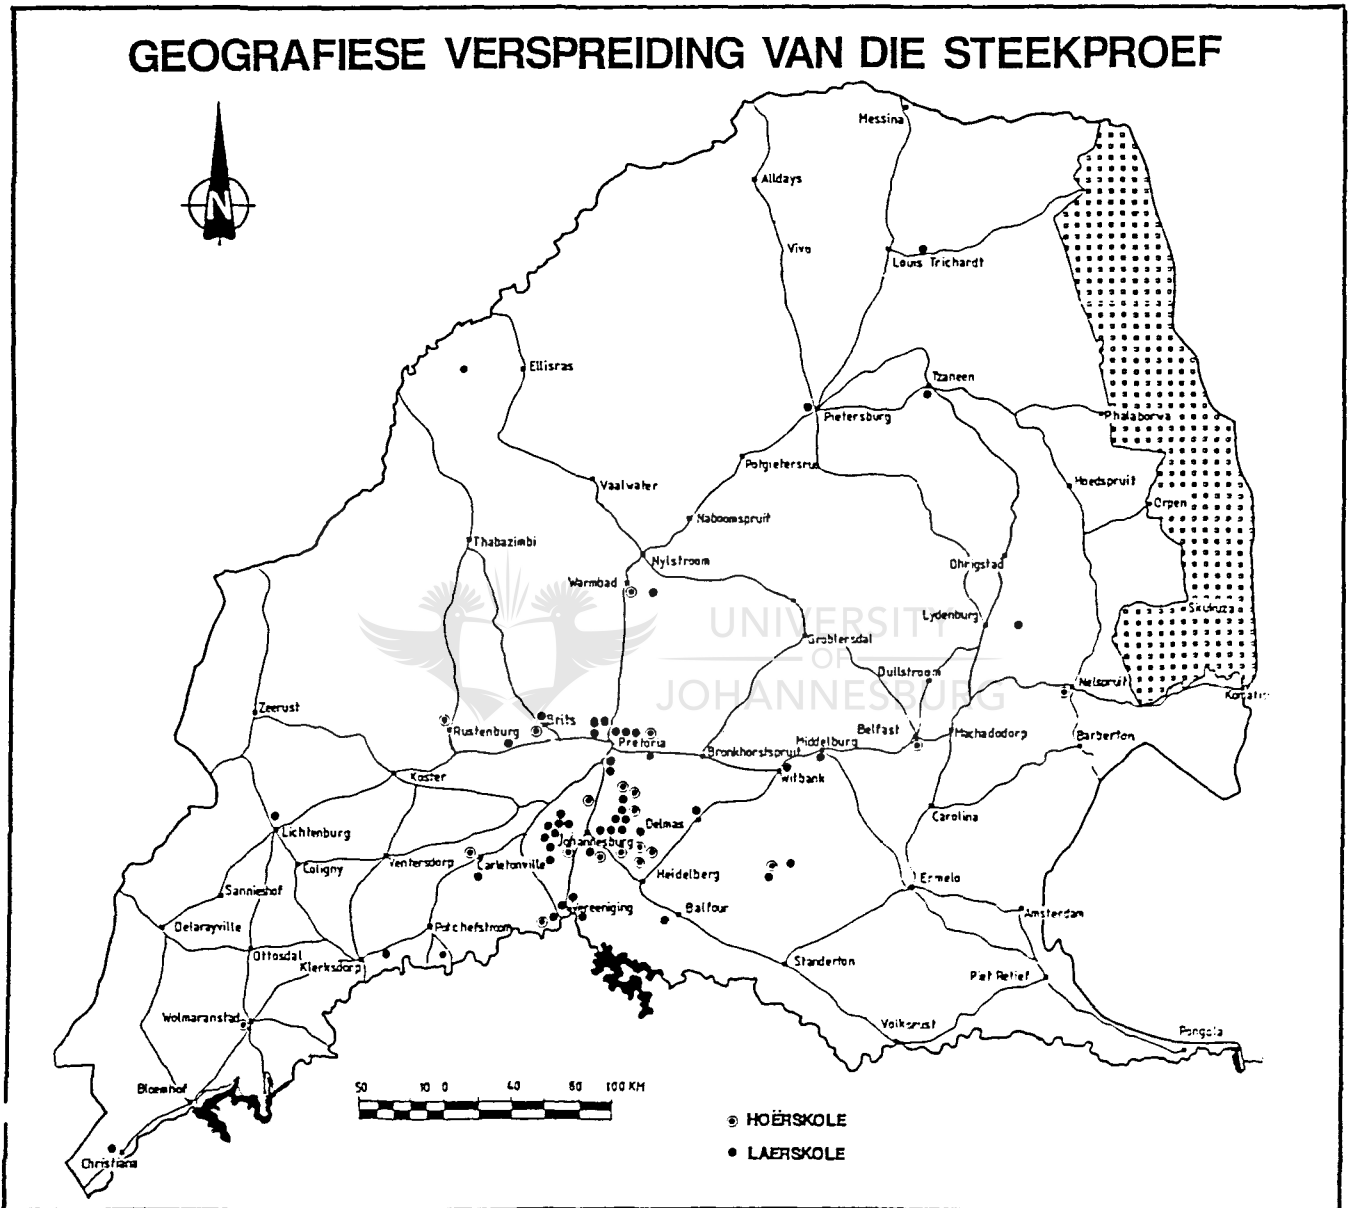 GEOGRAFIESE VERSPREIDING VAN DIE STEEKPROEF
Messina
N
Alldays
Vivo
Louis Trichardt
Ellisras
Tzaneen
Pietersburg
Phalaborwa
Potgietersrus
Vaalwater
Hoedspruit
Orpen
Naboomspruit
Thabazimbi
Nylstroom
Ohrigstad
Warmbad
Skukuza
UNIVERSITY
Lydenburg
Groblersdal
OF
Dullstroom
JOHANNESBURG
Nelspruit
Komatir
Zeerust
Brits
Rustenburg
Pretoria
Belfast
Machadodorp
Barberton
Middelburg
Bronkhorstspruit
Witbank
Koster
Carolina
Delmas
Lichtenburg
Johannesburg
Ventersdorp
Carletonville
Coligny
Heidelberg
Ermelo
Sannieshof
Vereeniging
Balfour
Amsterdam
Delarayville
Potchefstroom
Ottosdal
Klerksdorp
Standerton
Piet Retief
Wolmaranstad
Volksrust
Pongola
Bloemhof
50 10 0 40 80 100 KM
HOËRSKOLE
LAERSKOLE
Christiana